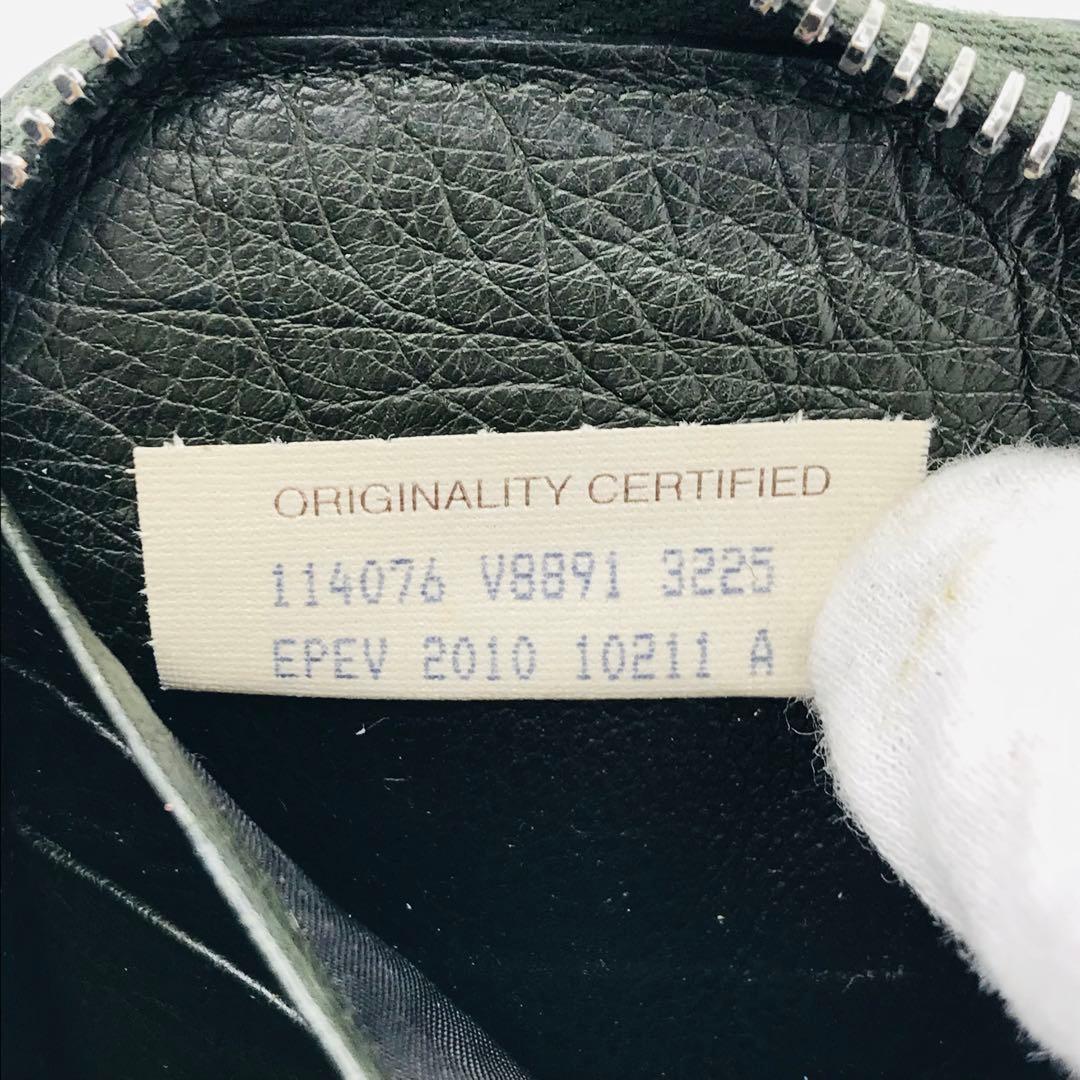 ORIGINALITY CERTIFIED
114076 V8891 3225
EPEV 2010 10211 A